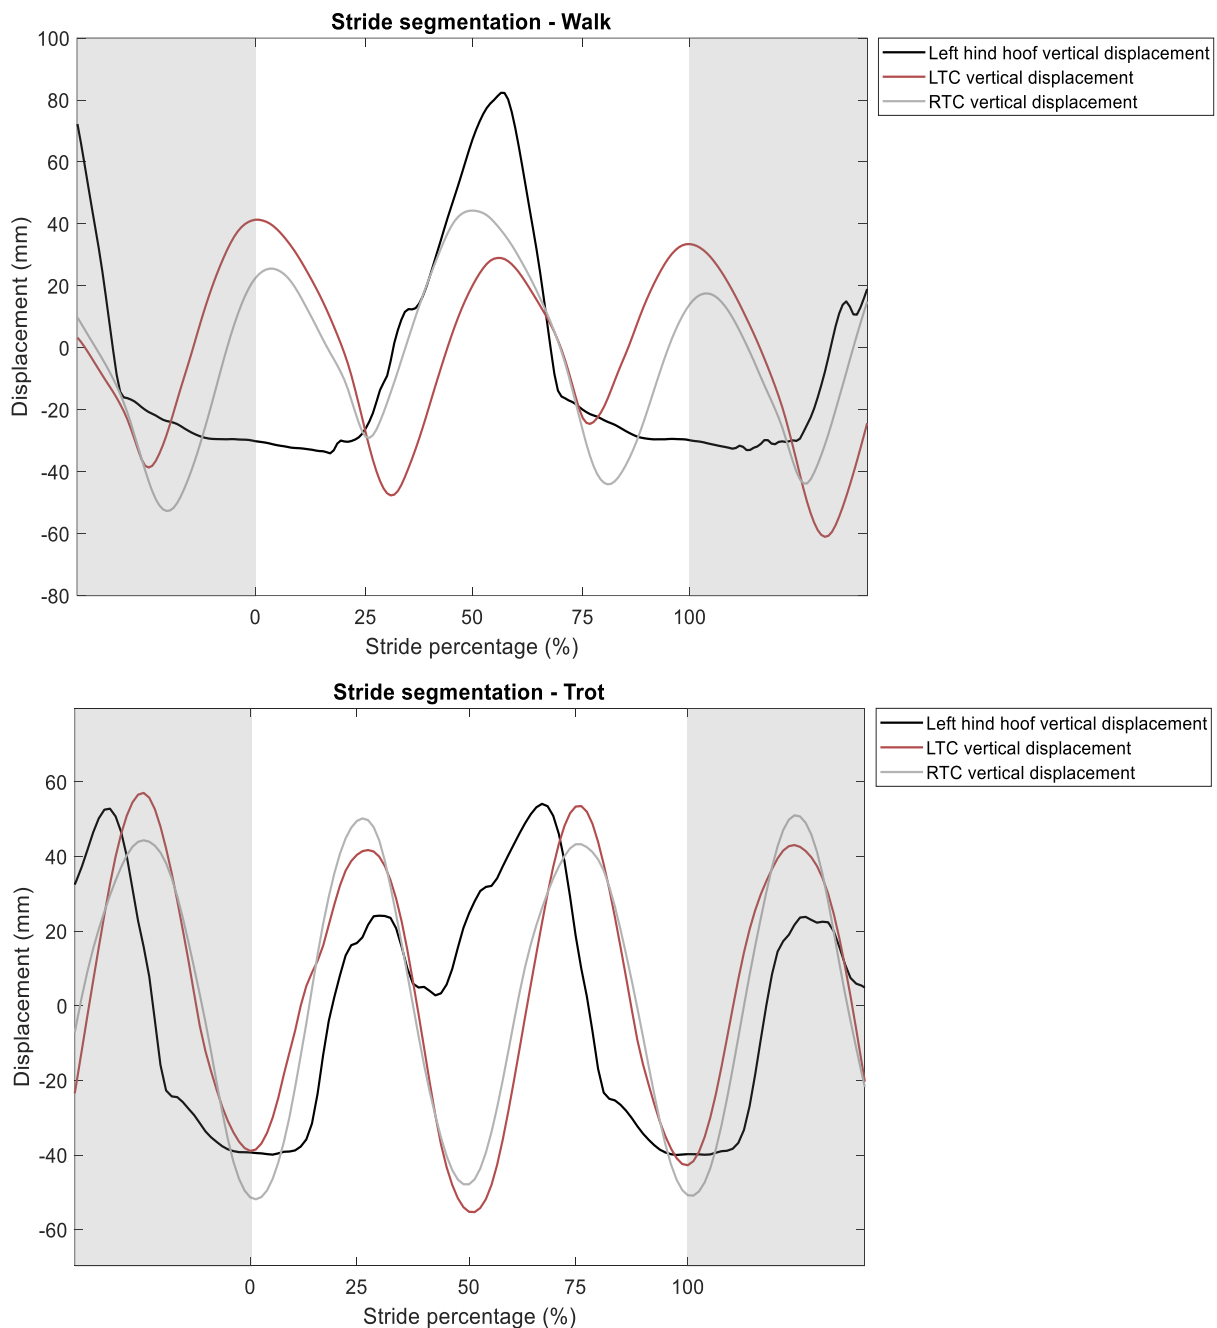 Stride segmentation - Walk
100
80
60
40
20
0
-20
-40
-60
-80
Displacement (mm)
0 25 50 75 100
Stride percentage (%)
Left hind hoof vertical displacement
LTC vertical displacement
RTC vertical displacement
Stride segmentation - Trot
60
40
20
0
-20
-40
-60
Displacement (mm)
0 25 50 75 100
Stride percentage (%)
Left hind hoof vertical displacement
LTC vertical displacement
RTC vertical displacement